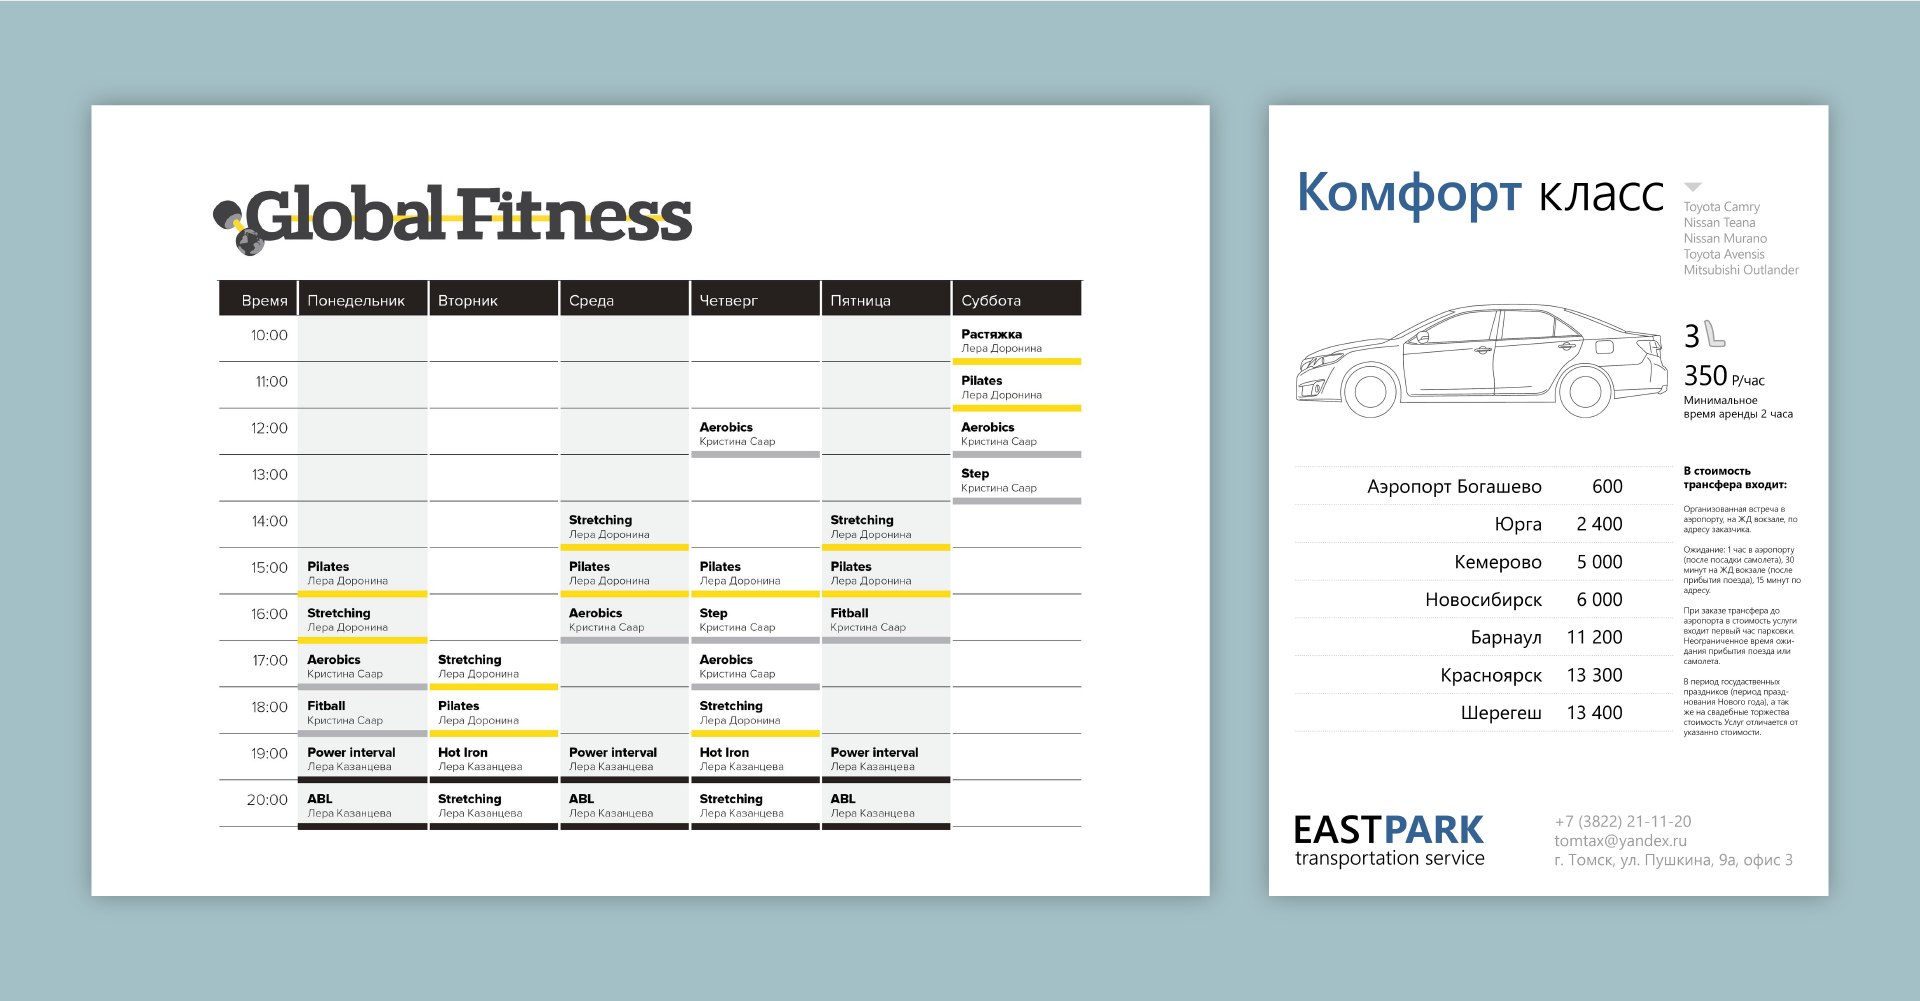 Global Fitness
Время Понедельник Вторник Среда Четверг Пятница Суббота
10:00 Растяжка
Лера Доронина
11:00 Pilates
Лера Доронина
12:00 Aerobics Aerobics
Кристина Саар Кристина Саар
13:00 Step
Кристина Саар
14:00 Stretching Stretching
Лера Доронина Лера Доронина
15:00 Pilates Pilates Pilates Pilates
Лера Доронина Лера Доронина Лера Доронина Лера Доронина
16:00 Stretching Aerobics Step Fitball
Лера Доронина Кристина Саар Кристина Саар Кристина Саар
17:00 Aerobics Stretching Aerobics
Кристина Саар Лера Доронина Кристина Саар
18:00 Fitball Pilates Stretching
Кристина Саар Лера Доронина Лера Доронина
19:00 Power interval Hot Iron Power interval Hot Iron Power interval
Лера Казанцева Лера Казанцева Лера Казанцева Лера Казанцева Лера Казанцева
20:00 ABL Stretching ABL Stretching ABL
Лера Казанцева Лера Казанцева Лера Казанцева Лера Казанцева Лера Казанцева
Комфорт класс
Toyota Camry
Nissan Teana
Nissan Murano
Toyota Avensis
Mitsubishi Outlander
3
350 Р/час
Минимальное
время аренды 2 часа
Аэропорт Богашево 600
Юрга 2 400
Кемерово 5 000
Новосибирск 6 000
Барнаул 11 200
Красноярск 13 300
Шерегеш 13 400
В стоимость
трансфера входит:
Организованная встреча в
аэропорту, на ЖД вокзале, по
адресу заказчика.
Ожидание: 1 час в аэропорту
(после посадки самолета), 30
минут на ЖД вокзале (после
прибытия поезда), 15 минут по
адресу.
При заказе трансфера до
аэропорта в стоимость услуги
входит первый час парковки.
Неограниченное время ожи-
дания прибытия поезда или
самолета.
В период государственных
праздников (период празд-
нования Нового года), а так
же на свадебные торжества
стоимость Услуг отличается от
указанно стоимости.
EASTPARK
transportation service
+7 (3822) 21-11-20
tomtax@yandex.ru
г. Томск, ул. Пушкина, 9а, офис 3